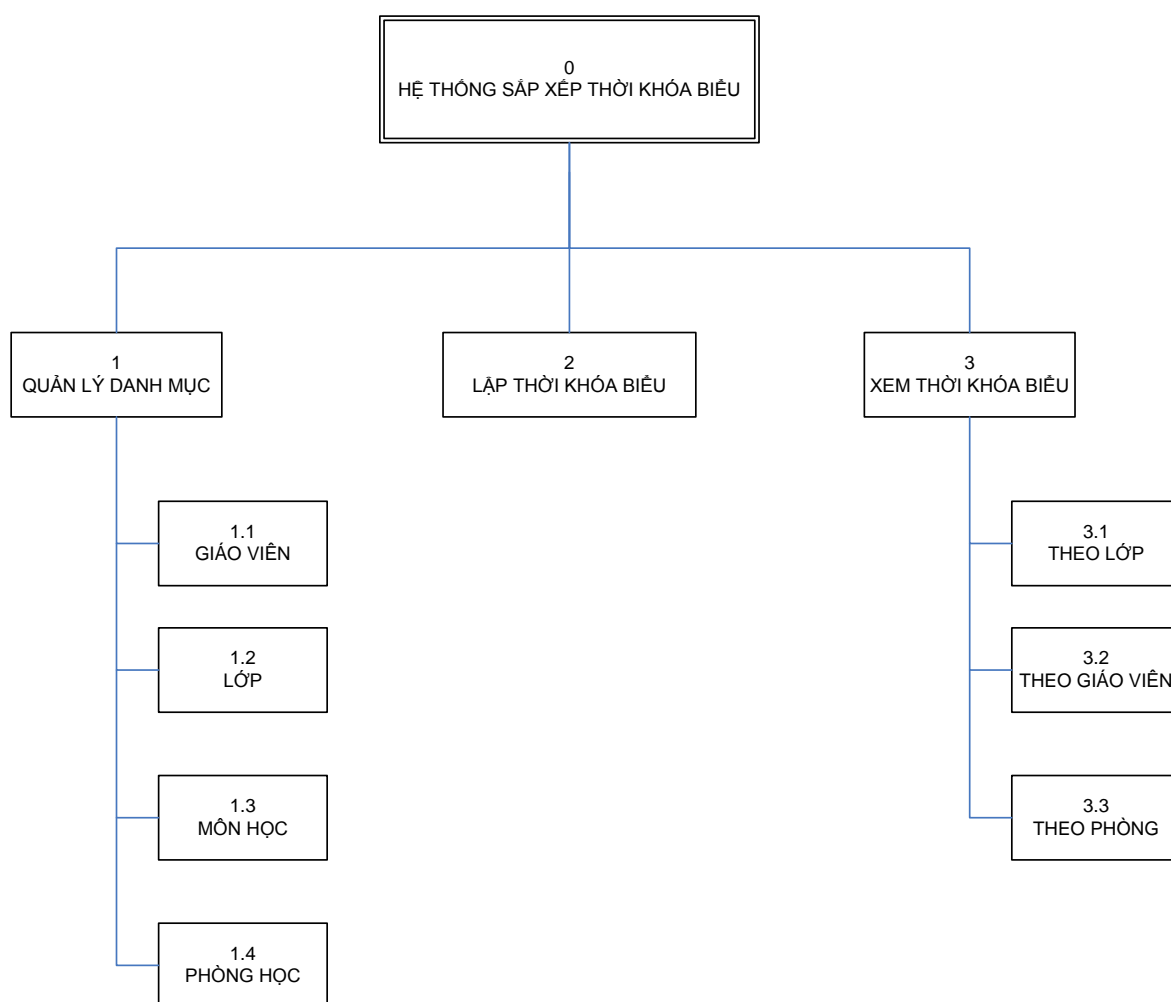 0
HỆ THỐNG SẮP XẾP THỜI KHÓA BIỂU
1
QUẢN LÝ DANH MỤC
2
LẬP THỜI KHÓA BIỂU
3
XEM THỜI KHÓA BIỂU
1.1
GIÁO VIÊN
3.1
THEO LỚP
1.2
LỚP
3.2
THEO GIÁO VIÊN
1.3
MÔN HỌC
3.3
THEO PHÒNG
1.4
PHÒNG HỌC